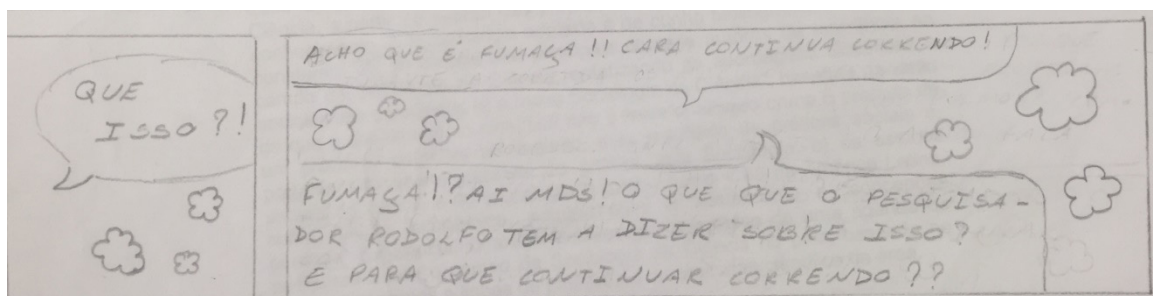 QUE
ISSO?!
ACHO QUE É FUMAÇA!! CARA CONTINUA CORRENDO!
FUMAÇA!? AI MDS! O QUE QUE O PESQUISA-
DOR RODOLFO TEM A DIZER SOBRE ISSO?
E PARA QUE CONTINUAR CORRENDO??